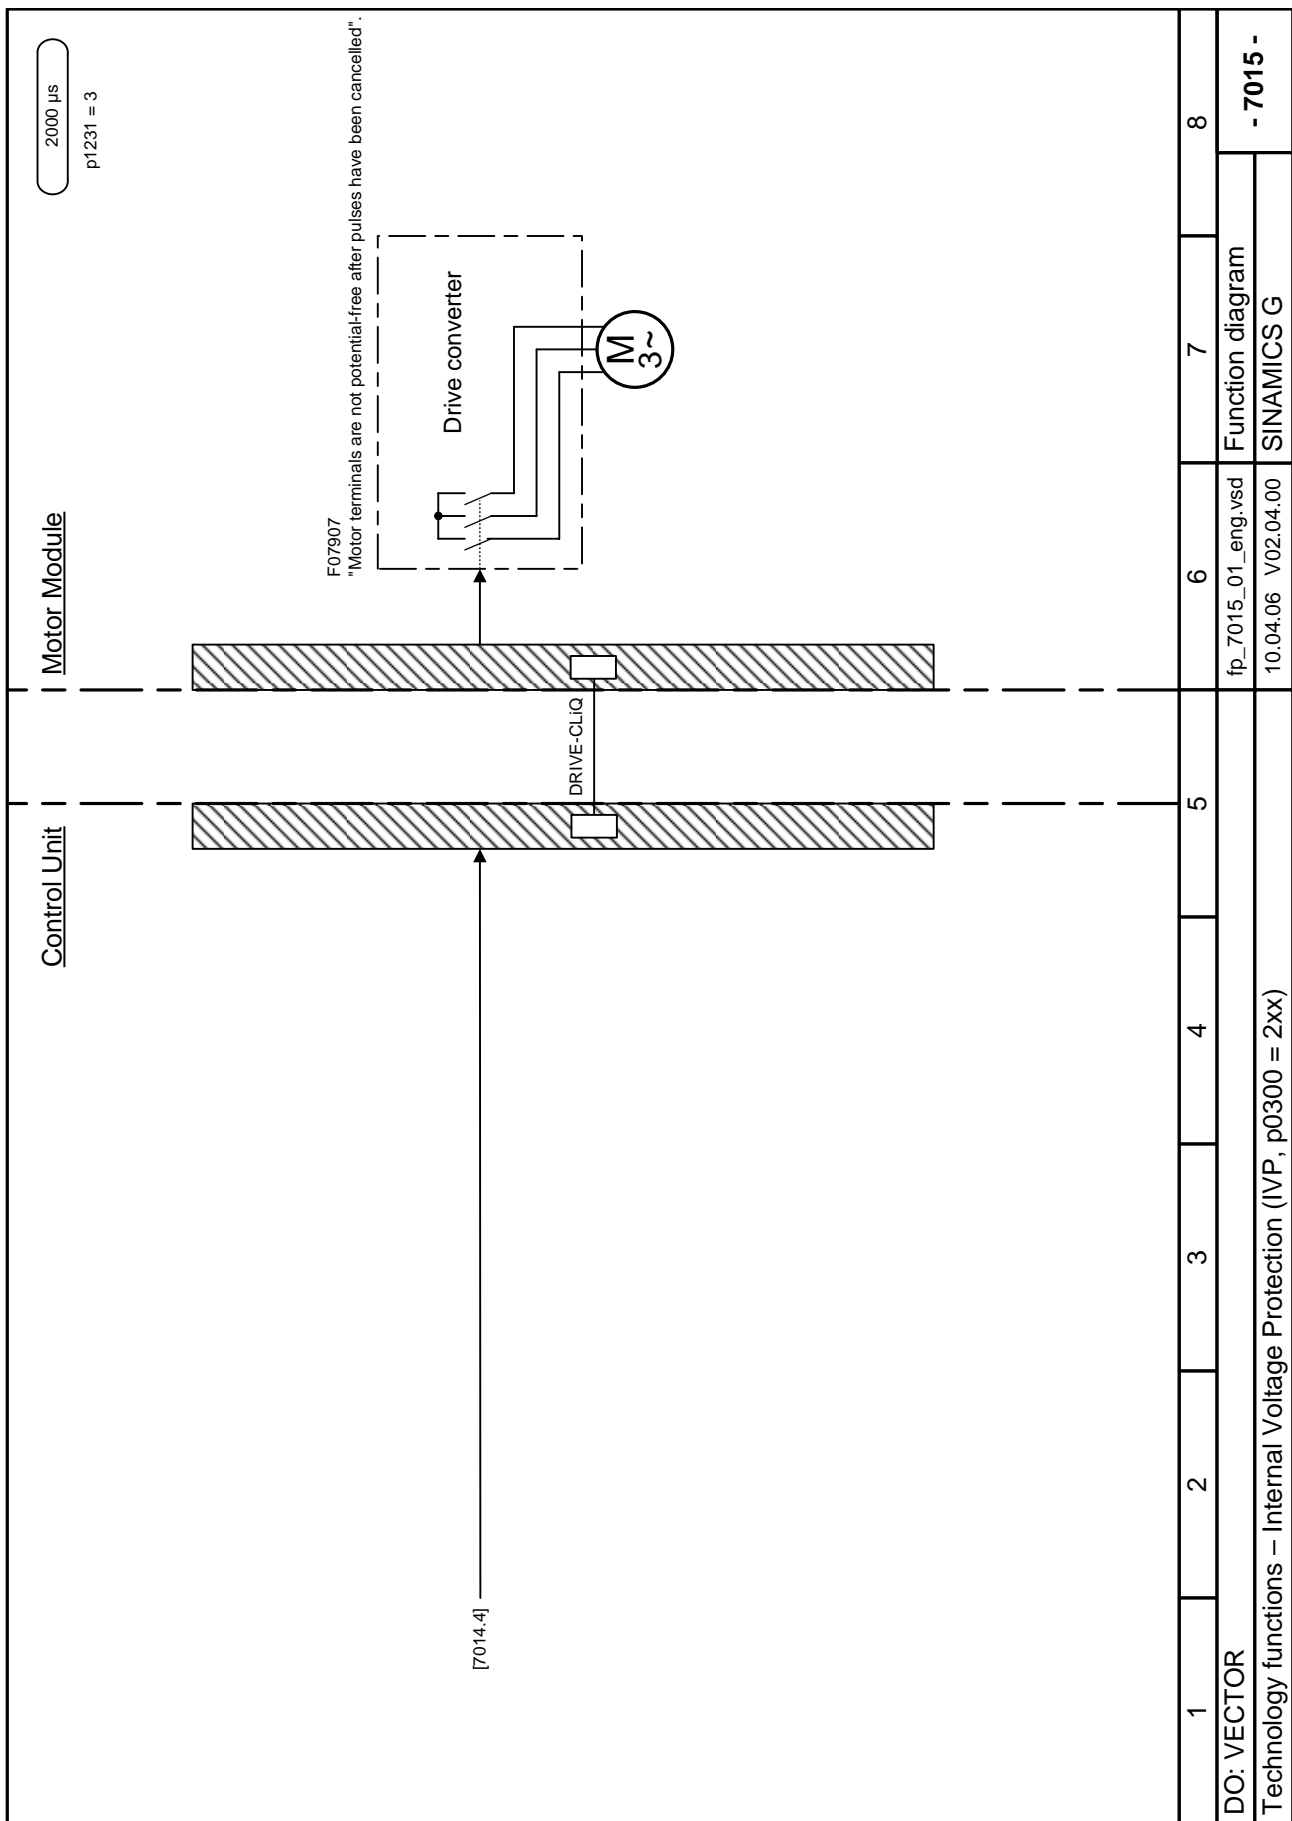 2000 µs
p1231 = 3
Control Unit
Motor Module
F07907
"Motor terminals are not potential-free after pulses have been cancelled".
Drive converter
[7014.4]
DRIVE-CLiQ
M
3~
1 2 3 4 5 6 7 8
DO: VECTOR
fp_7015_01_eng.vsd
Function diagram
- 7015 -
Technology functions – Internal Voltage Protection (IVP, p0300 = 2xx)
10.04.06 V02.04.00
SINAMICS G